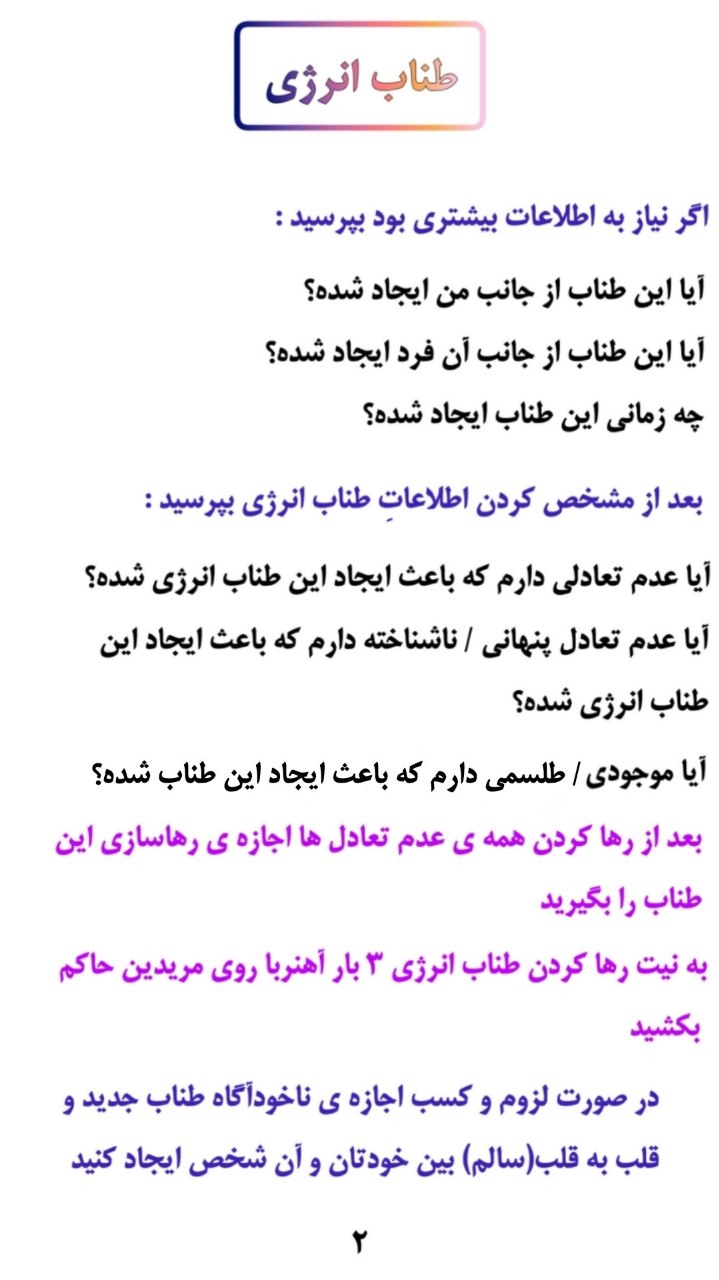 طناب انرژی
اگر نیاز به اطلاعات بیشتری بود بپرسید :
آیا این طناب از جانب من ایجاد شده؟
آیا این طناب از جانب آن فرد ایجاد شده؟
چه زمانی این طناب ایجاد شده؟
بعد از مشخص کردن اطلاعاتِ طناب انرژی بپرسید :
آیا عدم تعادلی دارم که باعث ایجاد این طناب انرژی شده؟
آیا عدم تعادل پنهانی / ناشناخته دارم که باعث ایجاد این
طناب انرژی شده؟
آیا موجودی / طلسمی دارم که باعث ایجاد این طناب شده؟
بعد از رها کردن همه ی عدم تعادل ها اجازه ی رهاسازی این
طناب را بگیرید
به نیت رها کردن طناب انرژی ۳ بار آهنربا روی مریدین حاکم
بکشید
در صورت لزوم و کسب اجازه ی ناخودآگاه طناب جدید و
قلب به قلب(سالم) بین خودتان و آن شخص ایجاد کنید
۲